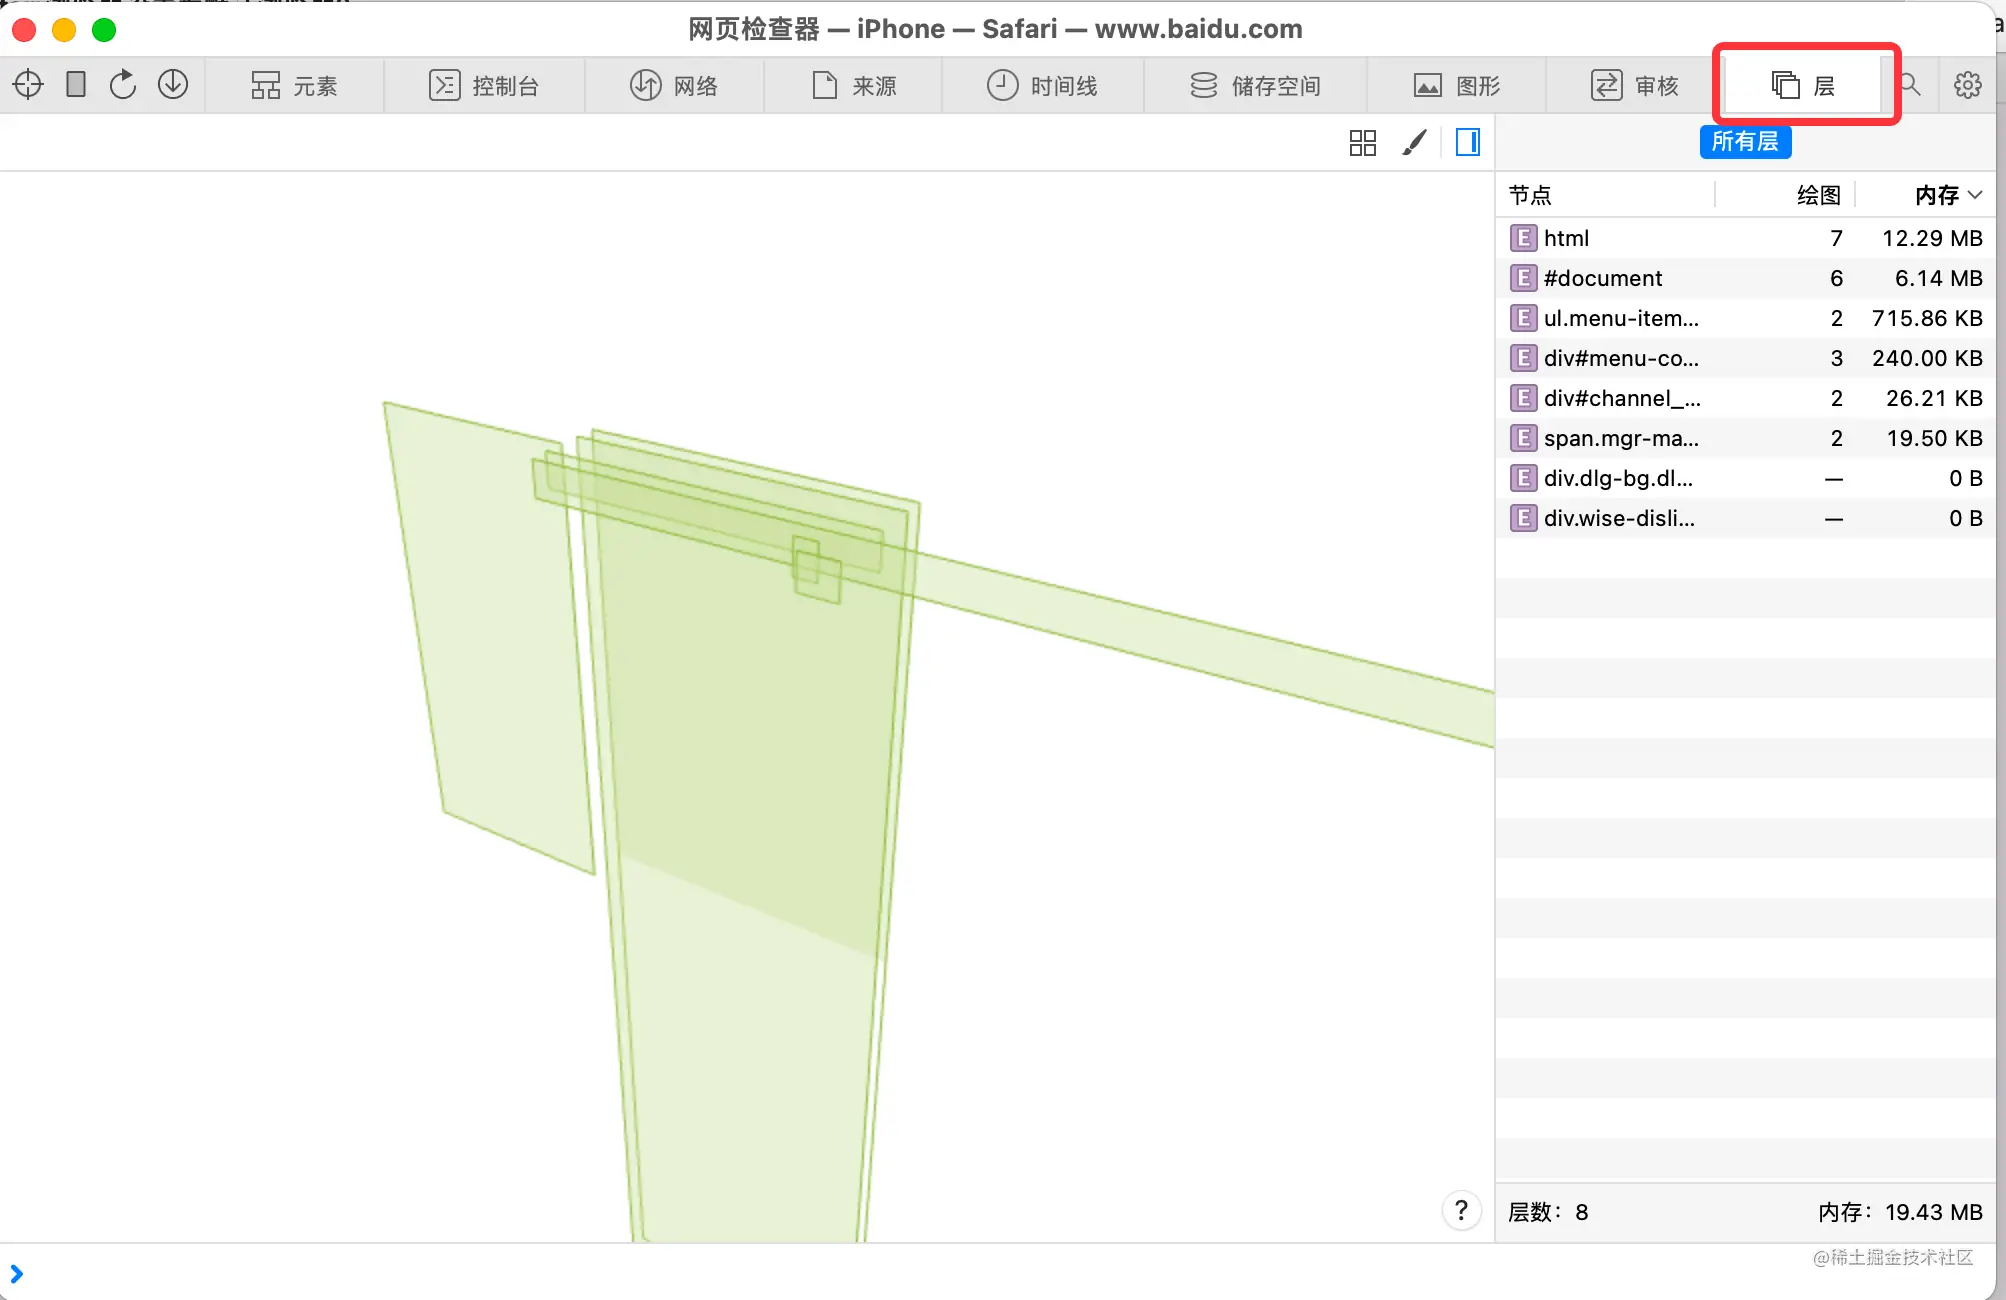 网页检查器 — iPhone — Safari — www.baidu.com
元素 控制台 网络 来源 时间线 储存空间 图形 审核 层
所有层
节点 绘图 内存
E html 7 12.29 MB
E #document 6 6.14 MB
E ul.menu-item... 2 715.86 KB
E div#menu-co... 3 240.00 KB
E div#channel_... 2 26.21 KB
E span.mgr-ma... 2 19.50 KB
E div.dlg-bg.dl... — 0 B
E div.wise-disli... — 0 B
?
层数：8 内存：19.43 MB
@稀土掘金技术社区